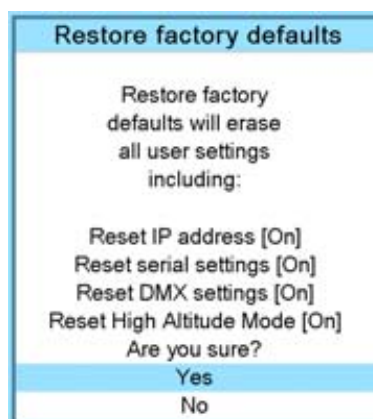 Restore factory defaults
Restore factory
defaults will erase
all user settings
including:
Reset IP address [On]
Reset serial settings [On]
Reset DMX settings [On]
Reset High Altitude Mode [On]
Are you sure?
Yes
No